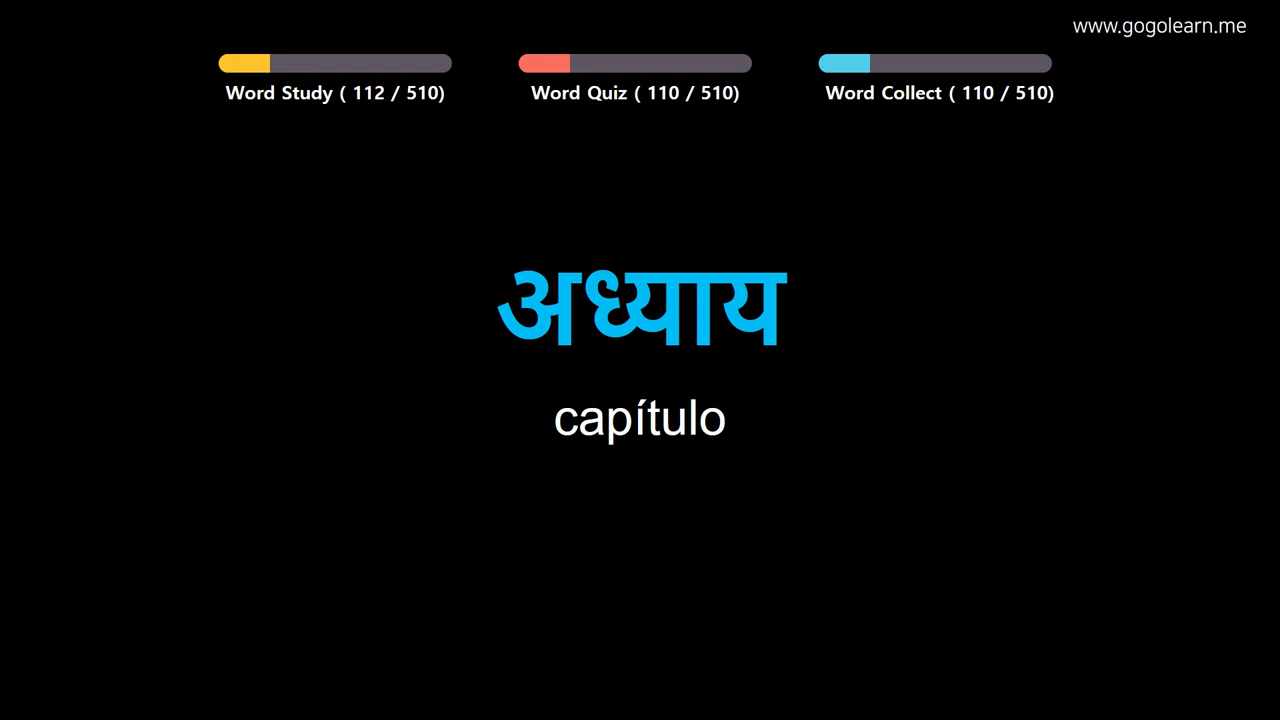 www.gogolearn.me
Word Study ( 112 / 510) Word Quiz ( 110 / 510) Word Collect ( 110 / 510)
अध्याय
capítulo